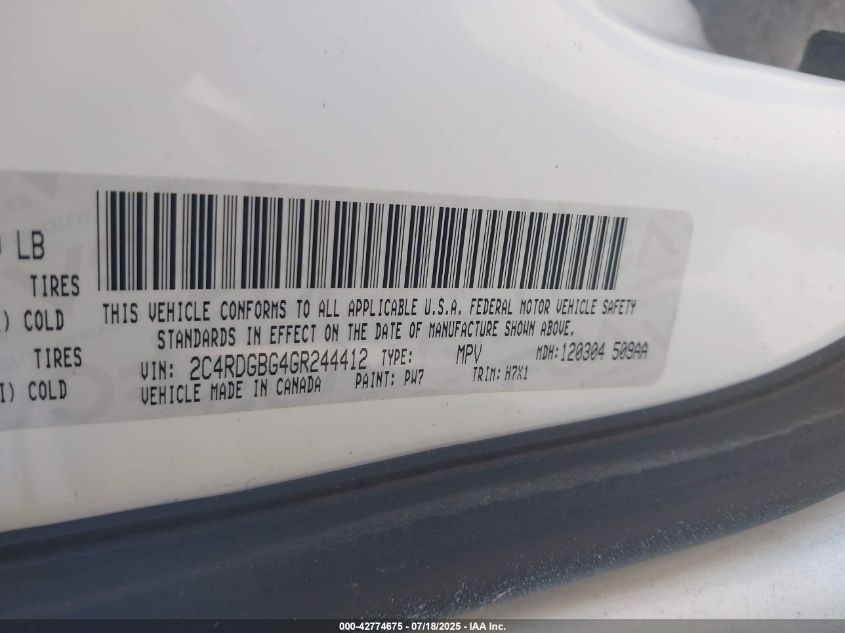 LB
TIRES
) COLD
TIRES
I) COLD
THIS VEHICLE CONFORMS TO ALL APPLICABLE U.S.A. FEDERAL MOTOR VEHICLE SAFETY
STANDARDS IN EFFECT ON THE DATE OF MANUFACTURE SHOWN ABOVE.
VIN: 2C4RDGBG4GR244412 TYPE: MPV MDH:120304 509AA
VEHICLE MADE IN CANADA PAINT: PW7 TRIM: H7X1
000-42774675 - 07/18/2025 - IAA Inc.